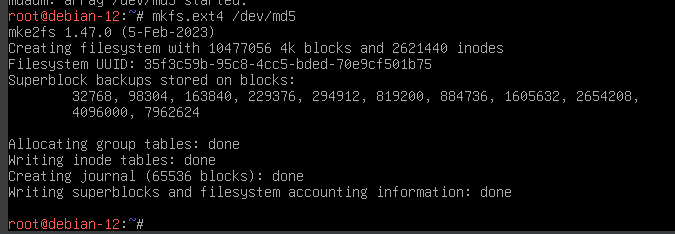 mdadm: array /dev/md5 started.
root@debian-12:~# mkfs.ext4 /dev/md5
mke2fs 1.47.0 (5-Feb-2023)
Creating filesystem with 10477056 4k blocks and 2621440 inodes
Filesystem UUID: 35f3c59b-95c8-4cc5-bded-70e9cf501b75
Superblock backups stored on blocks:
32768, 98304, 163840, 229376, 294912, 819200, 884736, 1605632, 2654208,
4096000, 7962624
Allocating group tables: done
Writing inode tables: done
Creating journal (65536 blocks): done
Writing superblocks and filesystem accounting information: done
root@debian-12:~#